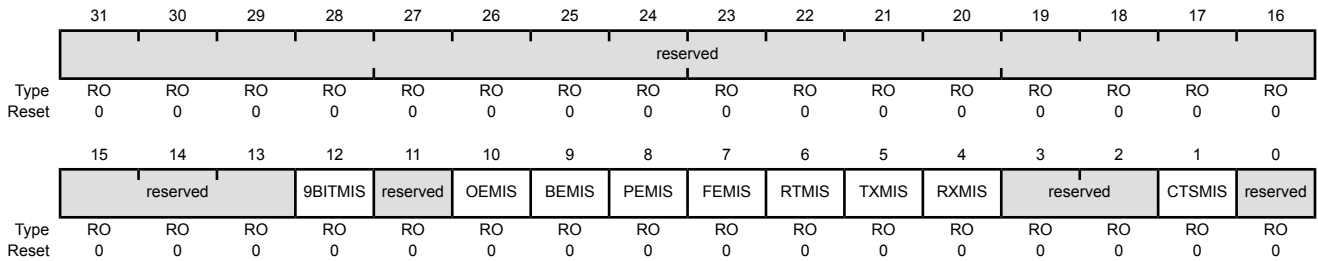 31 30 29 28 27 26 25 24 23 22 21 20 19 18 17 16
reserved
Type RO RO RO RO RO RO RO RO RO RO RO RO RO RO RO RO
Reset 0 0 0 0 0 0 0 0 0 0 0 0 0 0 0 0
15 14 13 12 11 10 9 8 7 6 5 4 3 2 1 0
reserved 9BITMIS reserved OEMIS BEMIS PEMIS FEMIS RTMIS TXMIS RXMIS reserved CTSMIS reserved
Type RO RO RO RO RO RO RO RO RO RO RO RO RO RO RO RO
Reset 0 0 0 0 0 0 0 0 0 0 0 0 0 0 0 0